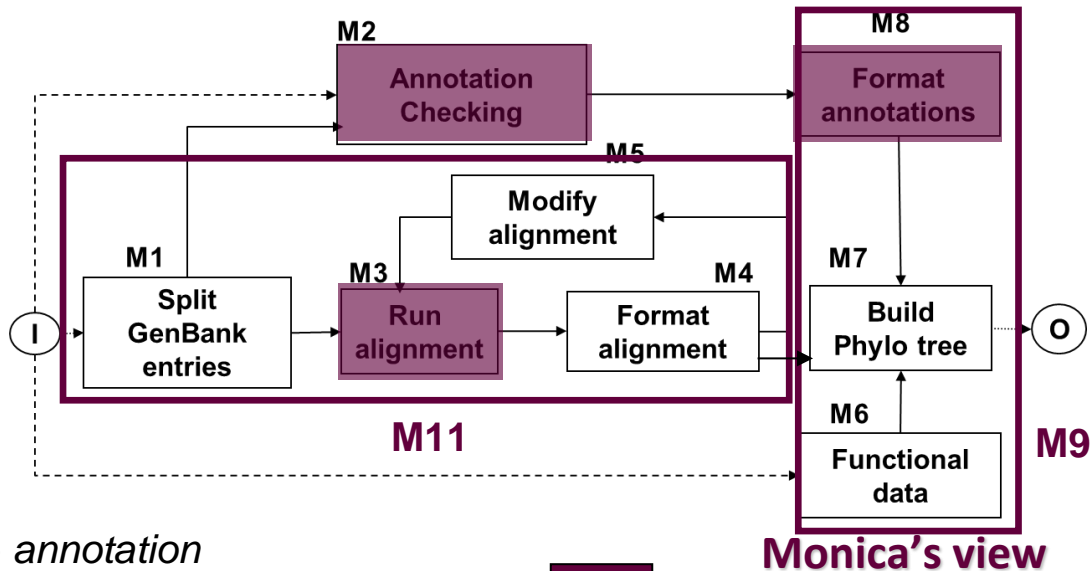 M8
M2
Annotation
Checking
Format
annotations
M5
Modify
alignment
M1
M3
M4
M7
I
Split
GenBank
entries
Run
alignment
Format
alignment
Build
Phylo tree
O
M6
M11
M9
Functional
data
annotation
Monica's view